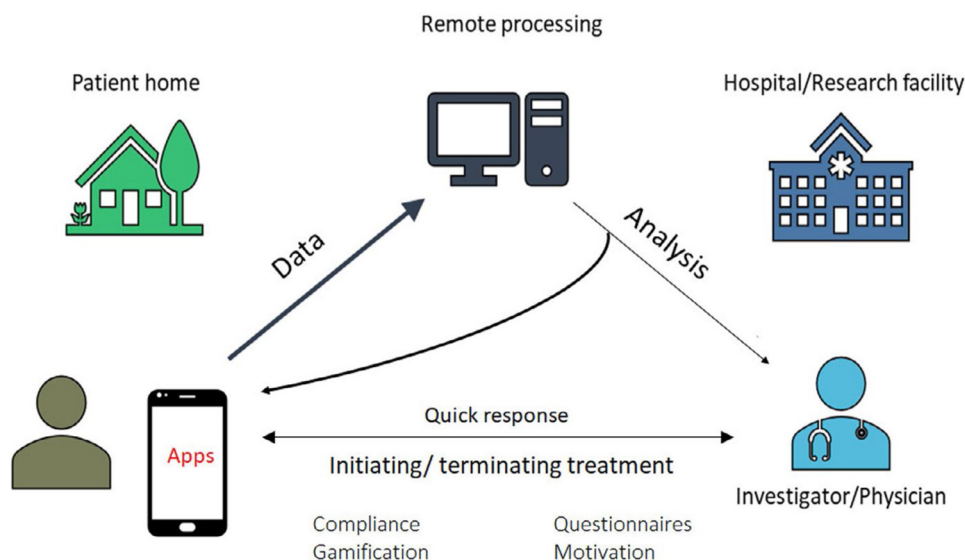 Remote processing
Patient home
Hospital/Research facility
Data
Analysis
Apps
Quick response
Initiating/ terminating treatment
Investigator/Physician
Compliance
Questionnaires
Gamification
Motivation